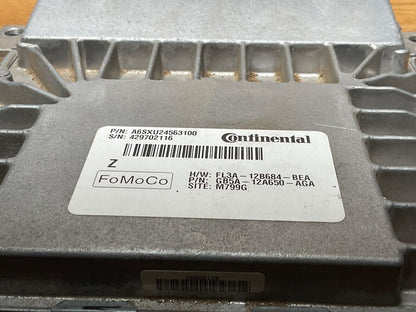 P/N: A6SXU24563100
S/N: 429702116
Continental
Z
FoMoCo
H/W: FL3A-12B684-BEA
P/N: GB5A-12A650-AGA
SITE: M799G